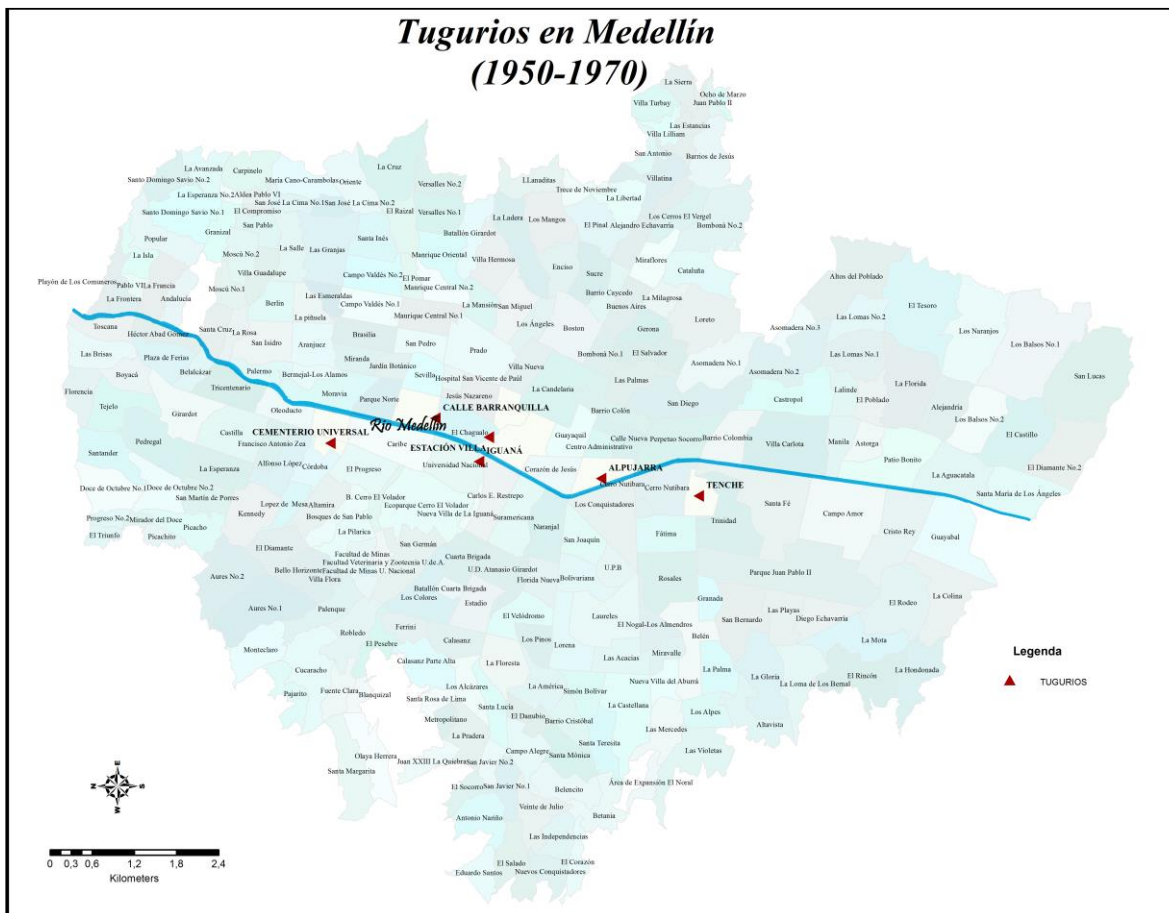 Tugurios en Medellín
(1950-1970)
La Sierra
Ocho de Marzo
Villa Turbay
Juan Pablo II
Las Estancias
Villa Lilliam
San Antonio
Barrios de Jesús
La Cruz
La Avanzada
Carpinelo
Santo Domingo Savio No.2
María Cano-Carambolas
Oriente
Versalles No.2
LLanaditas
Trece de Noviembre
Villatina
La Esperanza No.2
Aldea Pablo VI
La Libertad
San José La Cima No.1
San José La Cima No.2
Santo Domingo Savio No.1
El Compromiso
El Raizal
Versalles No.1
La Ladera
Los Mangos
Los Cerros El Vergel
San Pablo
El Pinal
Alejandro Echavarría
Bomboná No.2
Granizal
Batallón Girardot
Popular
Santa Inés
La Salle
Las Granjas
La Isla
Moscú No.2
Manrique Oriental
Villa Hermosa
Miraflores
Enciso
Sucre
Cataluña
Villa Guadalupe
Campo Valdés No.2
El Pomar
Altos del Poblado
Playón de Los Comuneros
Pablo VI
La Francia
Moscú No.1
Manrique Central No.2
Barrio Caycedo
La Frontera
Andalucía
Berlin
Las Esmeraldas
Campo Valdés No.1
La Mansión
San Miguel
Buenos Aires
La Milagrosa
El Tesoro
La piñuela
Manrique Central No.1
Los Ángeles
Loreto
Las Lomas No.2
Toscana
Héctor Abad Gómez
Santa Cruz
La Rosa
Brasilia
Boston
Gerona
Asomadera No.3
Los Naranjos
San Isidro
Aranjuez
San Pedro
Prado
Los Balsos No.1
Las Brisas
Plaza de Ferias
Miranda
Bomboná No.1
El Salvador
Las Lomas No.1
Boyacá
Belalcázar
Palermo
Jardín Botánico
Villa Nueva
Asomadera No.1
Bermejal-Los Alamos
Sevilla
Hospital San Vicente de Paúl
Asomadera No.2
San Lucas
Florencia
Tricentenario
Moravia
La Candelaria
Las Palmas
La Florida
Parque Norte
Jesús Nazareno
Castropol
Lalinde
Tejelo
Girardet
Oleoducto
San Diego
El Poblado
Alejandría
CALLE BARRANQUILLA
Barrio Colón
Los Balsos No.2
Río Medellín
Castilla
CEMENTERIO UNIVERSAL
El Chagualo
Guayaquil
Calle Nueva
Perpetuo Socorro
Barrio Colombia
El Castillo
Pedregal
Francisco Antonio Zea
Caribe
ESTACIÓN VILLA
IGUANÁ
Centro Administrativo
Villa Carlota
Manila
Astorga
Santander
Alfonso López
Córdoba
Universidad Nacional
Corazón de Jesús
ALPUJARRA
Patio Bonito
El Diamante No.2
La Esperanza
El Progreso
La Aguacatala
Doce de Octubre No.1
Doce de Octubre No.2
Cerro Nutibara
Cerro Nutibara
TENCHE
Santa María de Los Ángeles
San Martín de Porres
B. Cerro El Volador
Carlos E. Restrepo
Los Conquistadores
Santa Fé
Lopez de Mesa
Altamira
Ecoparque Cerro El Volador
Campo Amor
Kennedy
Nueva Villa de La Iguaná
Suramericana
Trinidad
Progreso No.2
Mirador del Doce
Picacho
Bosques de San Pablo
Naranjal
Cristo Rey
El Triunfo
Picachito
La Pilarica
Fátima
Guayabal
El Diamante
San Germán
San Joaquín
Facultad de Minas
Cuarta Brigada
Facultad Veterinaria y Zootecnia U.de.A.
U.P.B
Aures No.2
Bello Horizonte
Facultad de Minas U. Nacional
U.D. Atanasio Girardot
Parque Juan Pablo II
Villa Flora
Florida Nueva
Bolivariana
Rosales
Batallón Cuarta Brigada
Los Colores
Granada
La Colina
Aures No.1
Palenque
Estadio
El Rodeo
Las Playas
El Velódromo
Laureles
San Bernardo
Diego Echavarría
Ferrini
El Nogal-Los Almendros
Robledo
Belén
Los Pinos
La Mota
El Pesebre
Calasanz
Lorena
Monteclaro
Miravalle
Calasanz Parte Alta
La Floresta
Las Acacias
La Palma
La Hondonada
Cucaracho
El Rincón
La Gloria
Nueva Villa del Aburrá
La Loma de Los Bernal
Los Alcázares
La América
Pajarito
Fuente Clara
Blanquizal
Simón Bolívar
Santa Rosa de Lima
La Castellana
Santa Lucía
Los Alpes
Metropolitano
El Danubio
Barrio Cristóbal
Altavista
Las Mercedes
La Pradera
Santa Teresita
Campo Alegre
Las Violetas
Olaya Herrera
Santa Mónica
Juan XXIII La Quiebra
San Javier No.2
Santa Margarita
Área de Expansión El Noral
El Socorro
San Javier No.1
Belencito
Veinte de Julio
Antonio Nariño
Betania
Las Independencias
El Salado
El Corazón
Eduardo Santos
Nuevos Conquistadores
Legenda
TUGURIOS
E
N
S
W
0 0,3 0,6 1,2 1,8 2,4
Kilometers